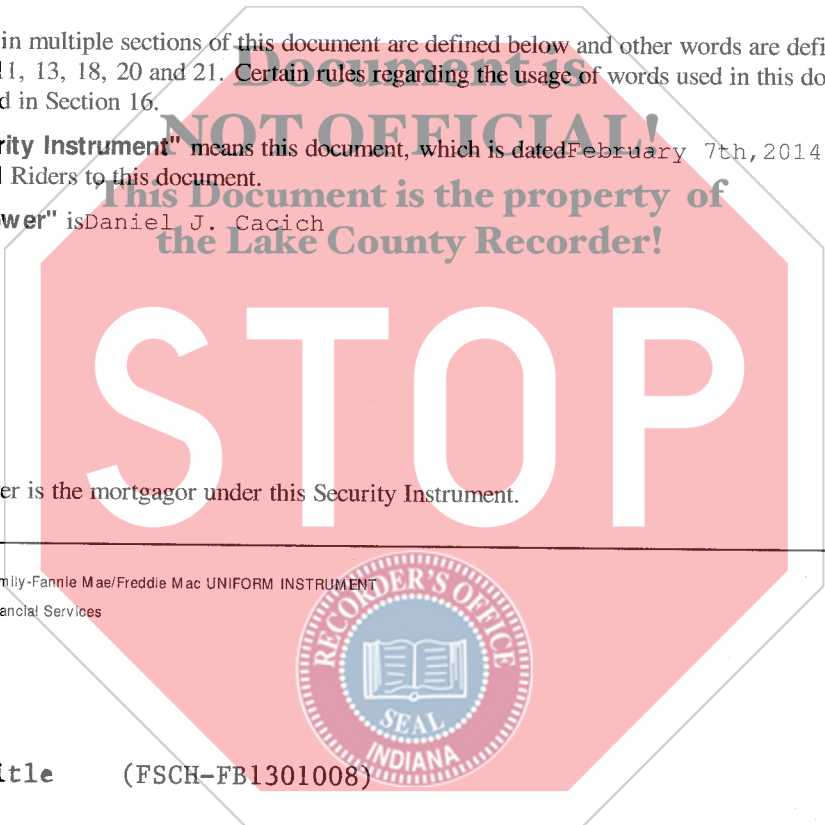 Document is
in multiple sections of this document are defined below and other words are defi
11, 13, 18, 20 and 21. Certain rules regarding the usage of words used in this do
d in Section 16.
NOT OFFICIAL!
rity Instrument" means this document, which is datedFebruary 7th,2014
Riders to this document.
This Document is the property of
wer" isDaniel J. Cacich
the Lake County Recorder!
STOP
er is the mortgagor under this Security Instrument.
mily-Fannie Mae/Freddie Mac UNIFORM INSTRUMENT
ancial Services
RECORDER'S OFFICE
SEAL
INDIANA
itle (FSCH-FB1301008)